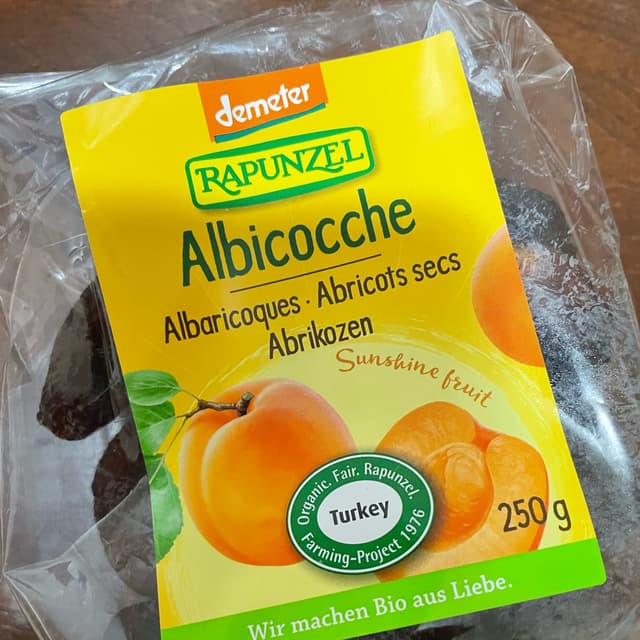 demeter
RAPUNZEL
Albicocche
Albaricoques · Abricots secs
Abrikozen
Sunshine fruit
Organic. Fair. Rapunzel.
Turkey
Farming-Project 1976
250 g
Wir machen Bio aus Liebe.